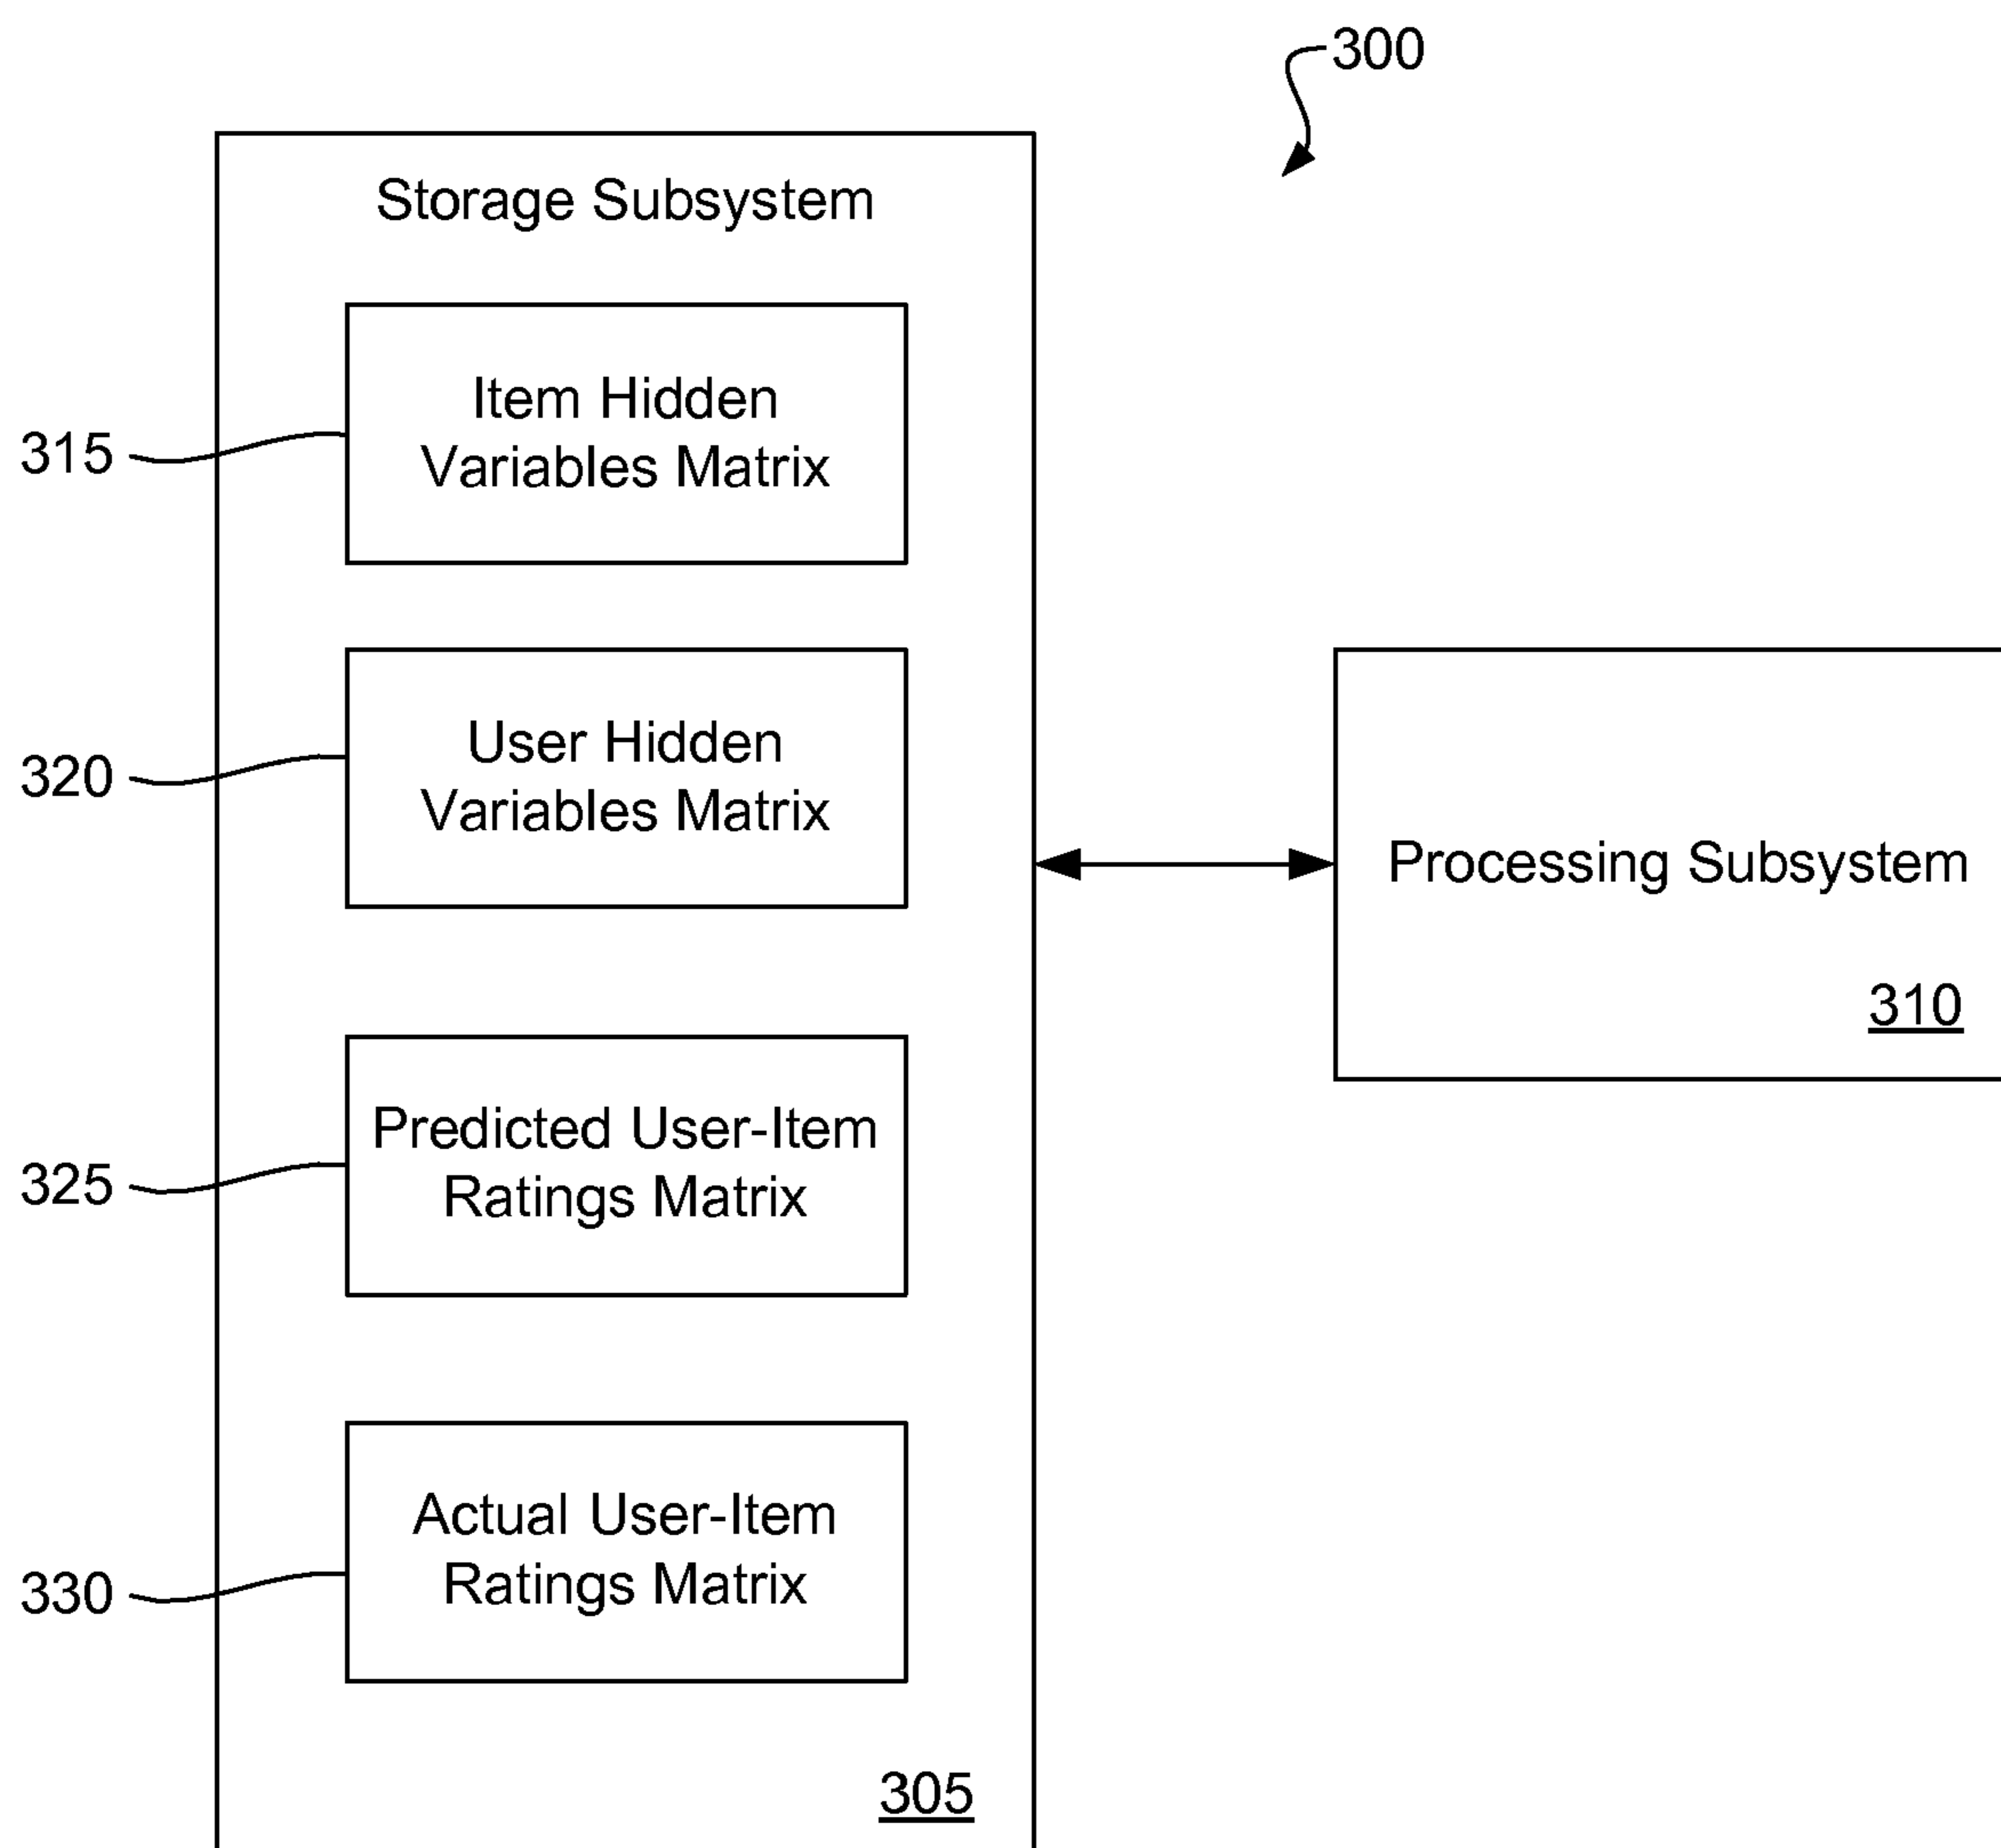 300
Storage Subsystem
Item Hidden
Variables Matrix
315
User Hidden
Variables Matrix
320
Processing Subsystem
310
Predicted User-Item
Ratings Matrix
325
Actual User-Item
Ratings Matrix
330
305